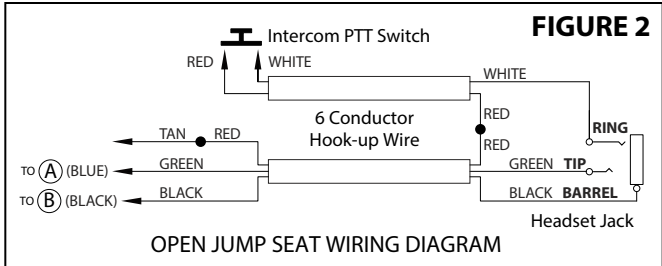 FIGURE 2
Intercom PTT Switch
RED
WHITE
WHITE
6 Conductor
Hook-up Wire
RED
RED
RING
TAN
RED
TO A (BLUE)
GREEN
GREEN TIP
TO B (BLACK)
BLACK
BLACK BARREL
Headset Jack
OPEN JUMP SEAT WIRING DIAGRAM